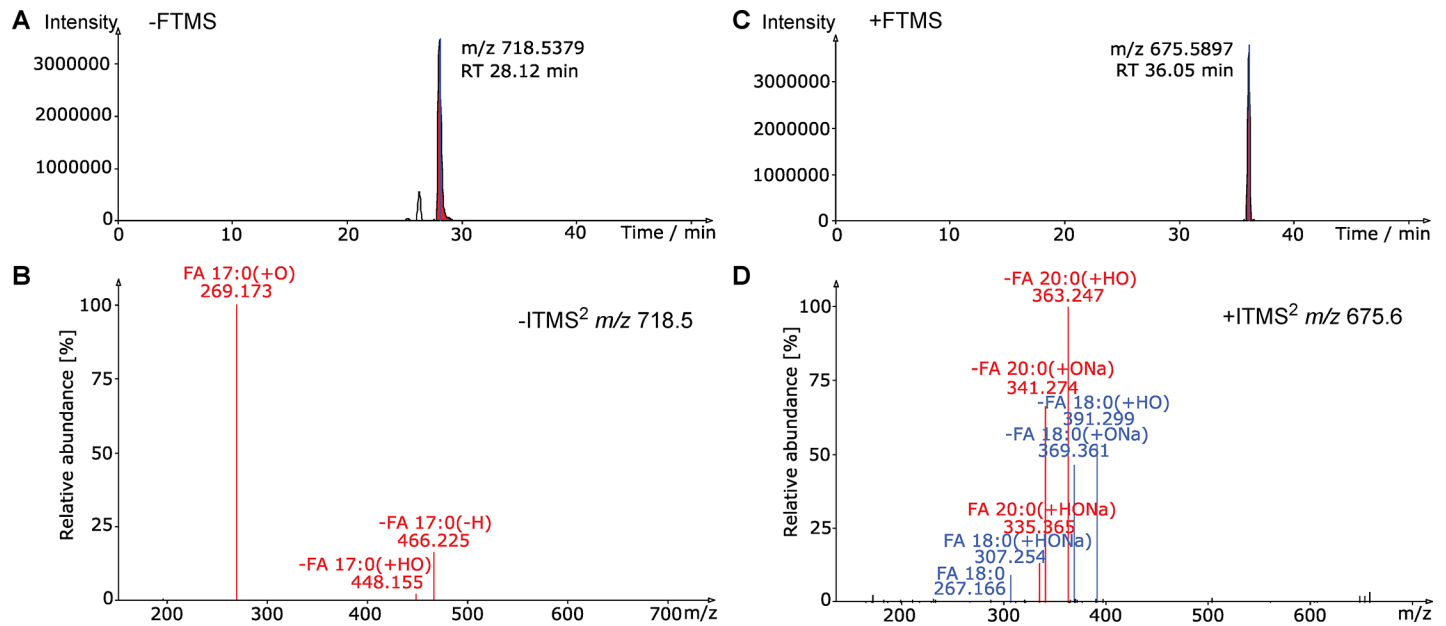 A Intensity -FTMS
m/z 718.5379
RT 28.12 min
3000000
2000000
1000000
0
0 10 20 30 40 Time / min
B
FA 17:0(+O)
269.173
-ITMS² m/z 718.5
Relative abundance [%]
100
75
50
25
0
-FA 17:0(-H)
466.225
-FA 17:0(+HO)
448.155
200 300 400 500 600 700 m/z
C Intensity +FTMS
m/z 675.5897
RT 36.05 min
3000000
2000000
1000000
0
0 10 20 30 40 Time / min
D
-FA 20:0(+HO)
363.247
+ITMS² m/z 675.6
Relative abundance [%]
100
75
50
25
0
-FA 20:0(+ONa)
341.274
-FA 18:0(+HO)
391.299
-FA 18:0(+ONa)
369.361
FA 20:0(+HONa)
335.365
FA 18:0(+HONa)
307.254
FA 18:0
267.166
200 300 400 500 600 m/z